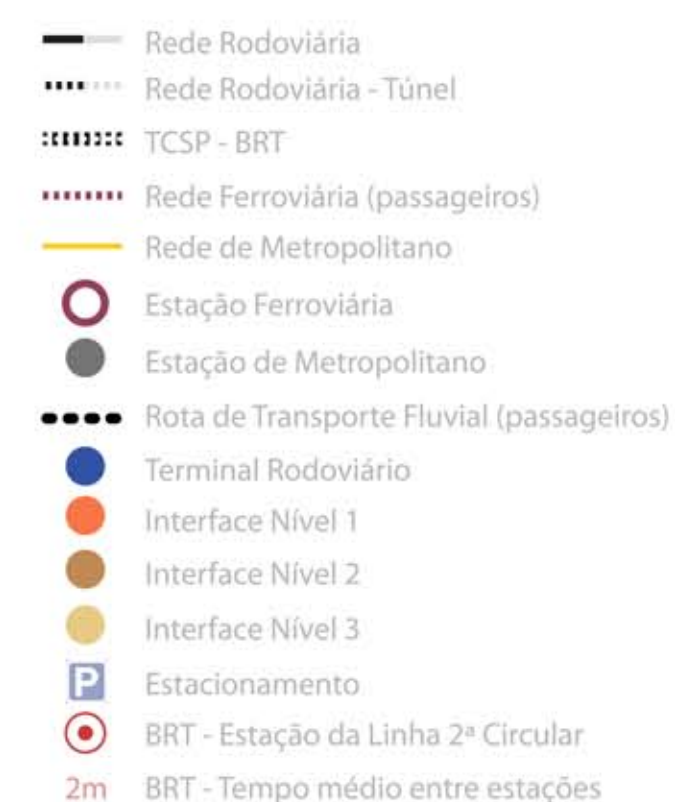 Rede Rodoviária
Rede Rodoviária - Túnel
TCSP - BRT
Rede Ferroviária (passageiros)
Rede de Metropolitano
Estação Ferroviária
Estação de Metropolitano
Rota de Transporte Fluvial (passageiros)
Terminal Rodoviário
Interface Nível 1
Interface Nível 2
Interface Nível 3
P Estacionamento
BRT - Estação da Linha 2ª Circular
2m BRT - Tempo médio entre estações